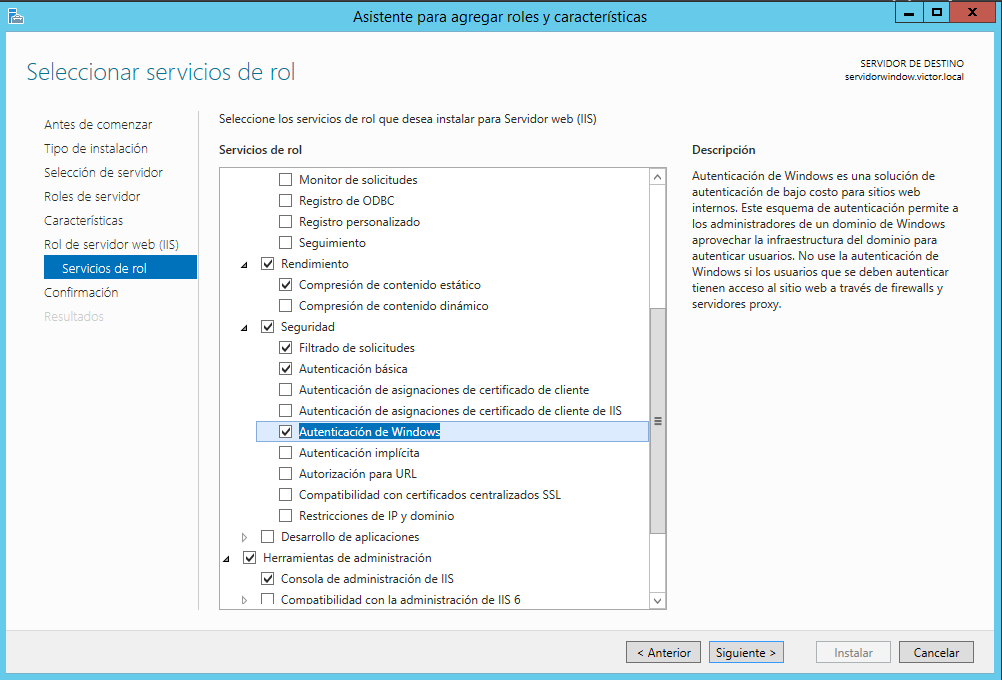 Asistente para agregar roles y características
Seleccionar servicios de rol
SERVIDOR DE DESTINO
servidorwindow.victor.local
Antes de comenzar
Tipo de instalación
Selección de servidor
Roles de servidor
Características
Rol de servidor web (IIS)
Servicios de rol
Confirmación
Resultados
Seleccione los servicios de rol que desea instalar para Servidor web (IIS)
Servicios de rol
Monitor de solicitudes
Registro de ODBC
Registro personalizado
Seguimiento
Rendimiento
Compresión de contenido estático
Compresión de contenido dinámico
Seguridad
Filtrado de solicitudes
Autenticación básica
Autenticación de asignaciones de certificado de cliente
Autenticación de asignaciones de certificado de cliente de IIS
Autenticación de Windows
Autenticación implícita
Autorización para URL
Compatibilidad con certificados centralizados SSL
Restricciones de IP y dominio
Desarrollo de aplicaciones
Herramientas de administración
Consola de administración de IIS
Compatibilidad con la administración de IIS 6
Descripción
Autenticación de Windows es una solución de
autenticación de bajo costo para sitios web
internos. Este esquema de autenticación permite a
los administradores de un dominio de Windows
aprovechar la infraestructura del dominio para
autenticar usuarios. No use la autenticación de
Windows si los usuarios que se deben autenticar
tienen acceso al sitio web a través de firewalls y
servidores proxy.
< Anterior
Siguiente >
Instalar
Cancelar